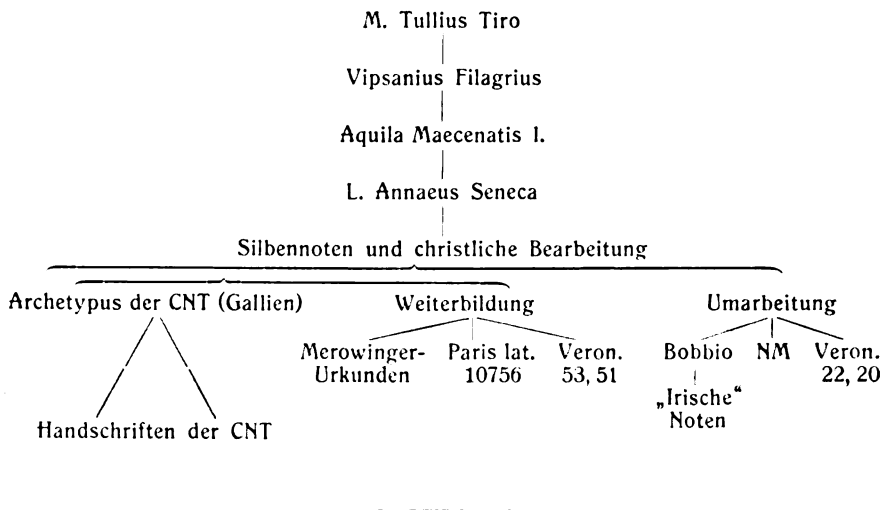 M. Tullius Tiro
Vipsanius Filagrius
Aquila Maecenatis l.
L. Annaeus Seneca
Silbennoten und christliche Bearbeitung
Archetypus der CNT (Gallien) Weiterbildung Umarbeitung
Merowinger- Paris lat. Veron. Bobbio NM Veron.
Urkunden 10756 53, 51 22, 20
„Irische“
Noten
Handschriften der CNT